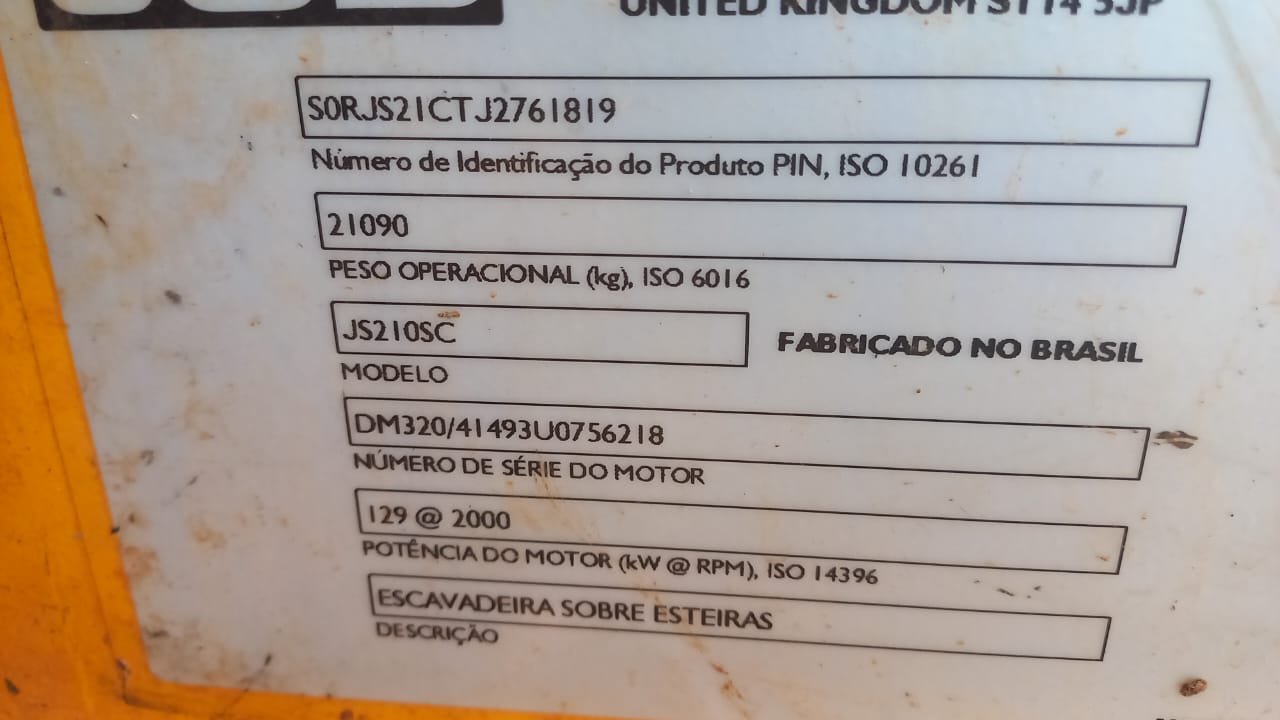 UNITED KINGDOM ST14 5JP
S0RJS21CTJ2761819
Número de Identificação do Produto PIN, ISO 10261
21090
PESO OPERACIONAL (kg), ISO 6016
JS210SC
FABRICADO NO BRASIL
MODELO
DM320/41493U0756218
NÚMERO DE SÉRIE DO MOTOR
129 @ 2000
POTÊNCIA DO MOTOR (kW @ RPM), ISO 14396
ESCAVADEIRA SOBRE ESTEIRAS
DESCRIÇÃO